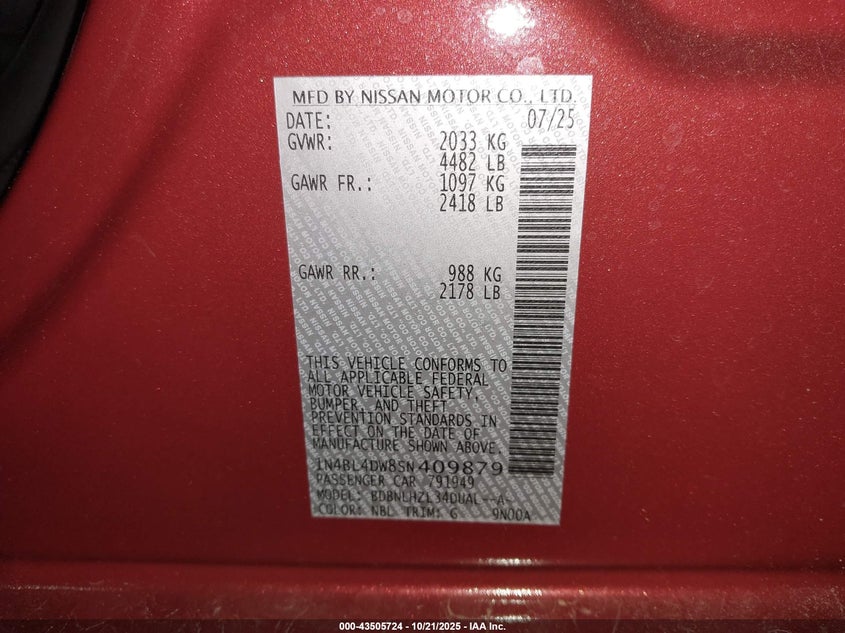 MFD BY NISSAN MOTOR CO., LTD.
DATE: 07/25
GVWR: 2033 KG
4482 LB
GAWR FR.: 1097 KG
2418 LB
GAWR RR.: 988 KG
2178 LB
THIS VEHICLE CONFORMS TO
ALL APPLICABLE FEDERAL
MOTOR VEHICLE SAFETY,
BUMPER, AND THEFT
PREVENTION STANDARDS IN
EFFECT ON THE DATE OF
MANUFACTURE SHOWN ABOVE.
1N4BL4DW8SN409879
PASSENGER CAR 791949
MODEL: BDBNLHZL34DUAL--A-
COLOR: NBL TRIM: G 9N00A
000-43505724 - 10/21/2025 - IAA Inc.